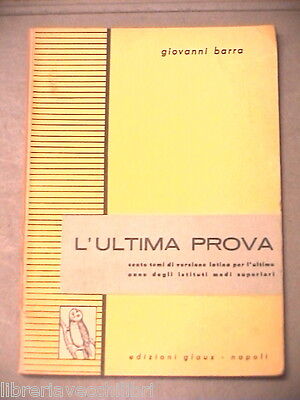 giovanni barra
L'ULTIMA PROVA
cento temi di versione latina per l'ultimo
anno degli istituti medi superiori
edizioni glaux - napoli